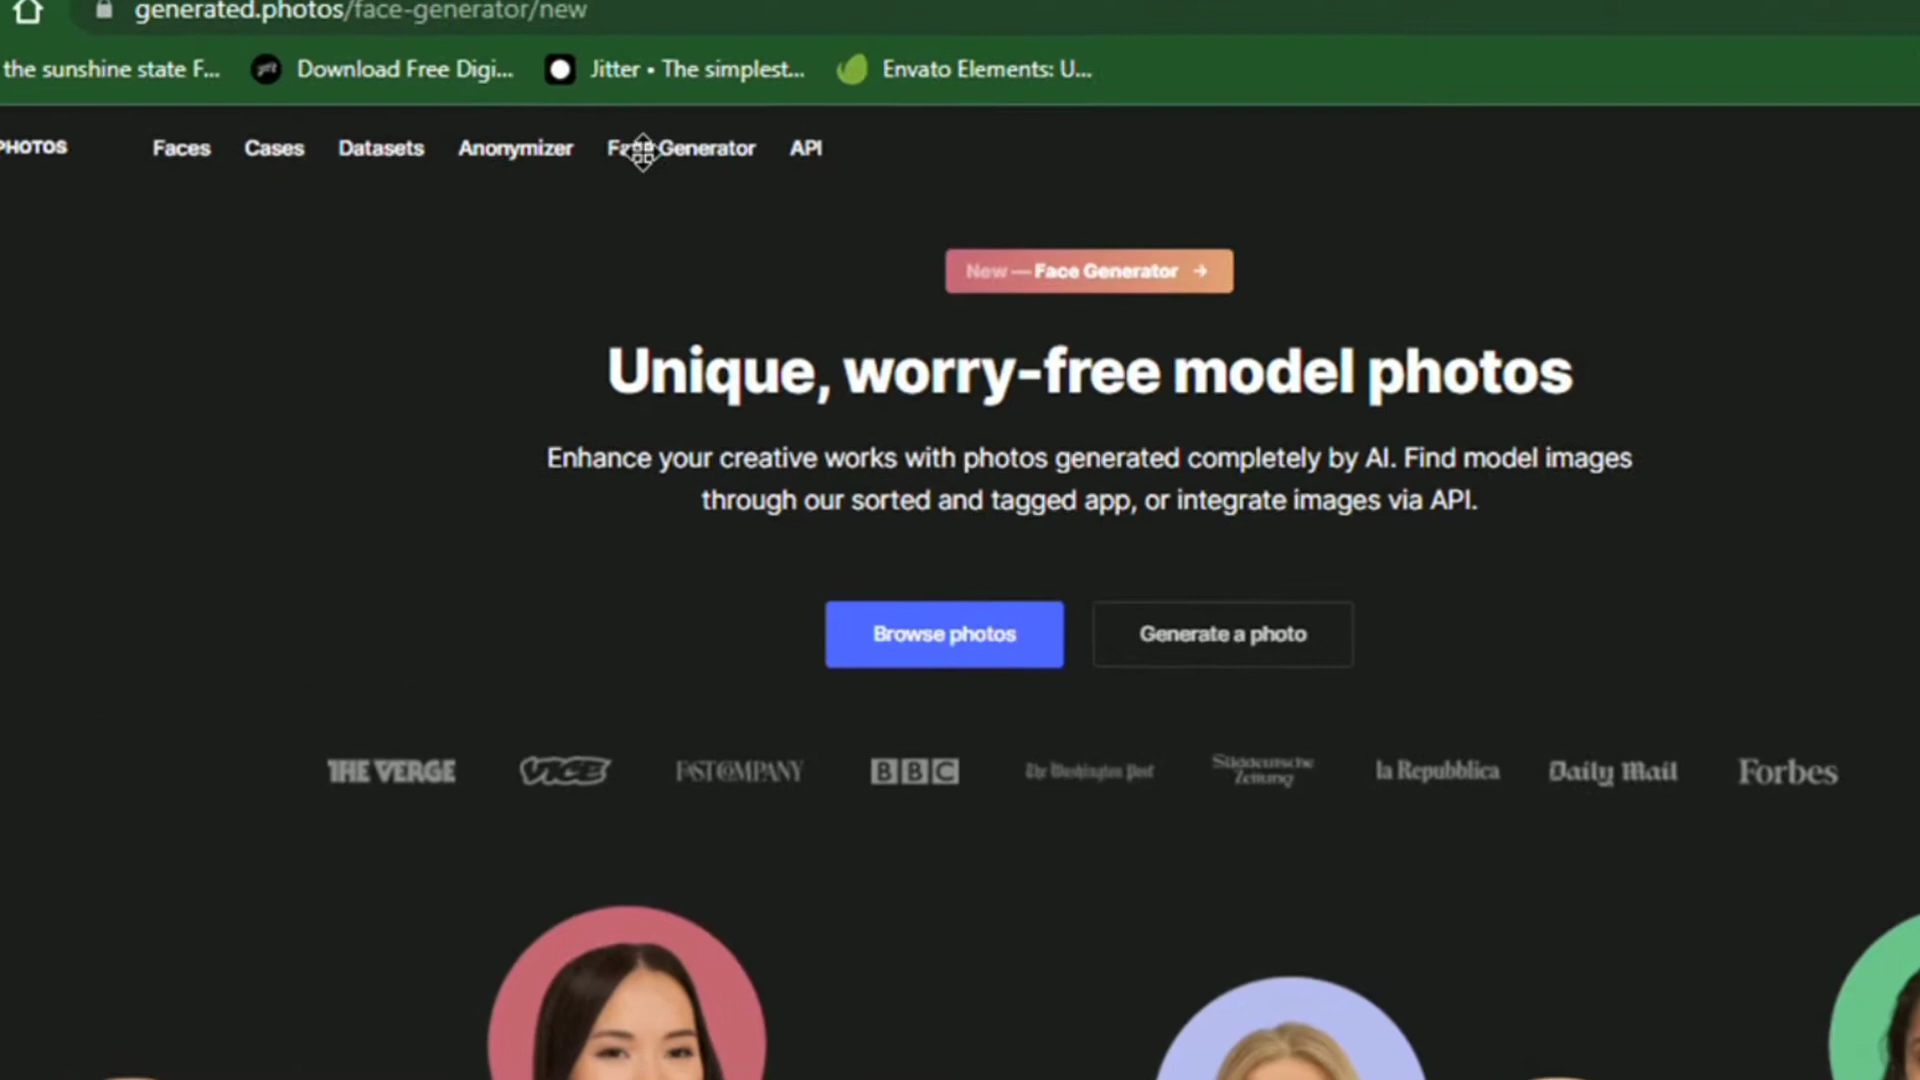 generated.photos/face-generator/new
the sunshine state F...
Download Free Digi...
Jitter • The simplest...
Envato Elements: U...
PHOTOS
Faces
Cases
Datasets
Anonymizer
Face Generator
API
New — Face Generator →
Unique, worry-free model photos
Enhance your creative works with photos generated completely by AI. Find model images
through our sorted and tagged app, or integrate images via API.
Browse photos
Generate a photo
THE VERGE
VICE
FAST COMPANY
BBC
The Washington Post
Süddeutsche
Zeitung
la Repubblica
Daily Mail
Forbes